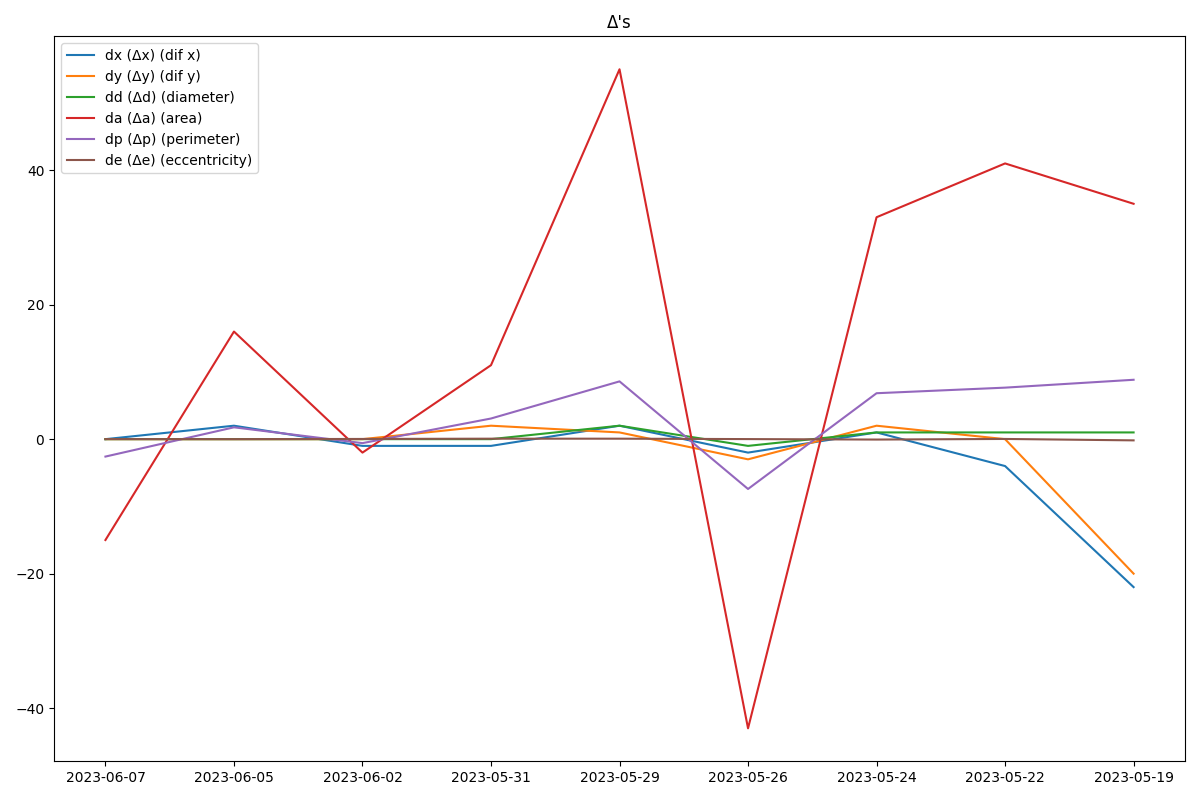 Δ's
dx (Δx) (dif x)
dy (Δy) (dif y)
dd (Δd) (diameter)
da (Δa) (area)
dp (Δp) (perimeter)
de (Δe) (eccentricity)
40
20
0
−20
−40
2023-06-07 2023-06-05 2023-06-02 2023-05-31 2023-05-29 2023-05-26 2023-05-24 2023-05-22 2023-05-19